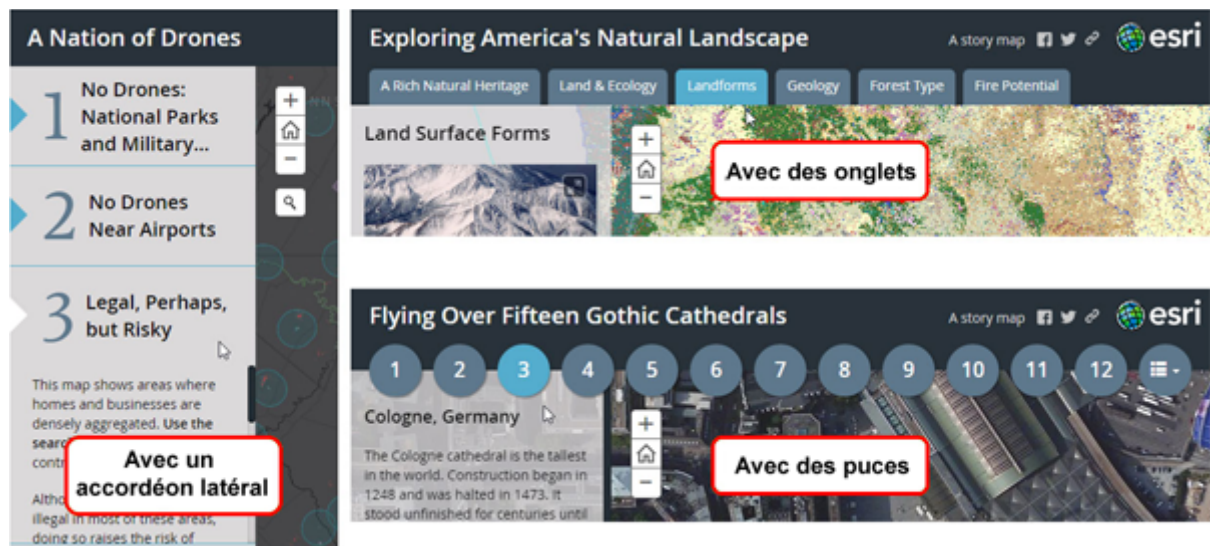 A Nation of Drones
1
No Drones:
National Parks
and Military...
2
No Drones
Near Airports
3
Legal, Perhaps,
but Risky
This map shows areas where
homes and businesses are
densely aggregated. Use the
Avec un
accordéon latéral
illegal in most of these areas,
doing so raises the risk of
Exploring America's Natural Landscape
A story map
esri
A Rich Natural Heritage
Land & Ecology
Landforms
Geology
Forest Type
Fire Potential
Land Surface Forms
Avec des onglets
Flying Over Fifteen Gothic Cathedrals
A story map
esri
1 2 3 4 5 6 7 8 9 10 11 12
Cologne, Germany
The Cologne cathedral is the tallest
in the world. Construction began in
1248 and was halted in 1473. It
stood unfinished for centuries until
Avec des puces